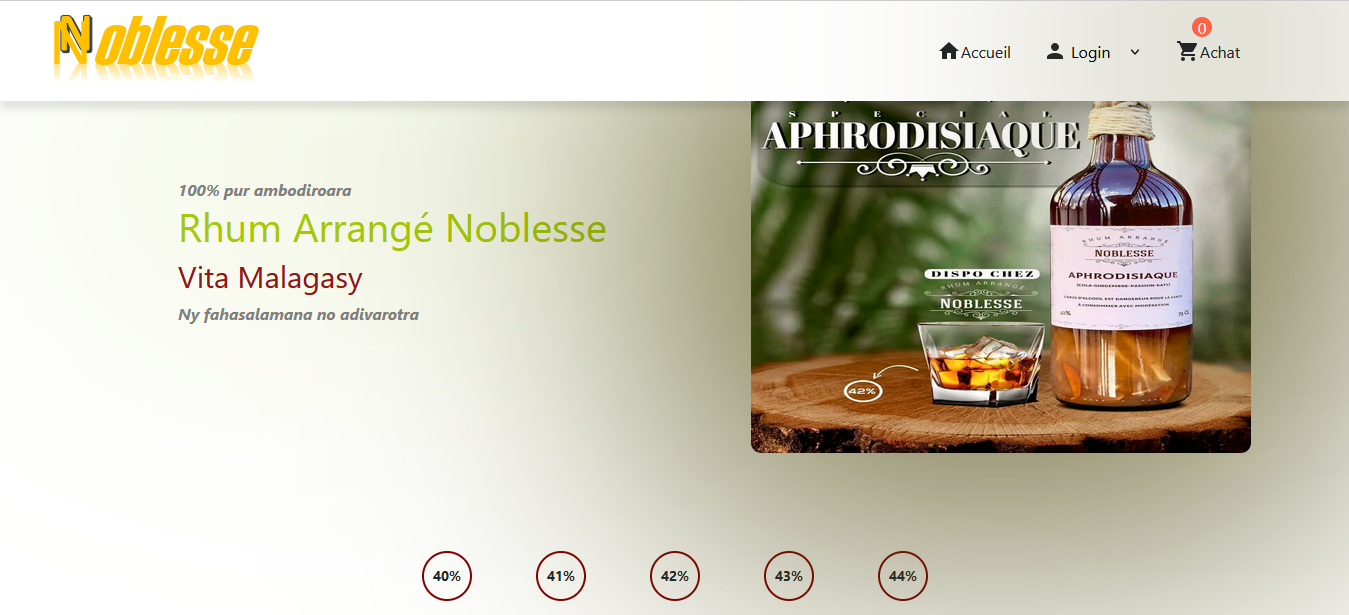 Noblesse
Accueil
Login
0
Achat
100% pur ambodiroara
Rhum Arrangé Noblesse
Vita Malagasy
Ny fahasalamana no adivarotra
SPECIAL
APHRODISIAQUE
DISPO CHEZ
RHUM ARRANGÉ
NOBLESSE
42%
RHUM ARRANGÉ
NOBLESSE
APHRODISIAQUE
(COLA-GINGEMBRE-PASSION-KATY)
L'ABUS D'ALCOOL EST DANGEREUX POUR LA SANTÉ
À CONSOMMER AVEC MODÉRATION
42%
75 CL
40%
41%
42%
43%
44%